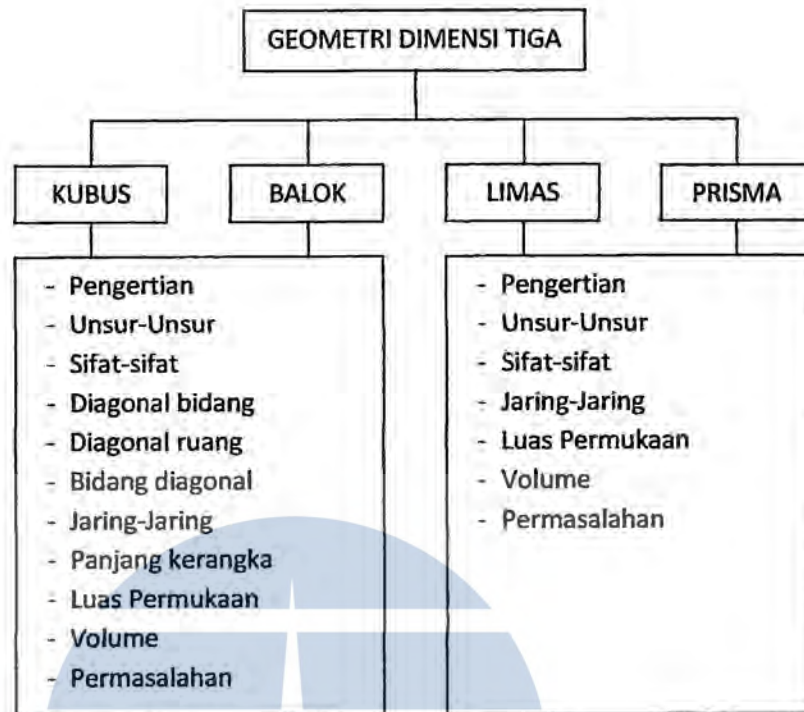 GEOMETRI DIMENSI TIGA
KUBUS
BALOK
LIMAS
PRISMA
- Pengertian
- Unsur-Unsur
- Sifat-sifat
- Diagonal bidang
- Diagonal ruang
- Bidang diagonal
- Jaring-Jaring
- Panjang kerangka
- Luas Permukaan
- Volume
- Permasalahan
- Pengertian
- Unsur-Unsur
- Sifat-sifat
- Jaring-Jaring
- Luas Permukaan
- Volume
- Permasalahan